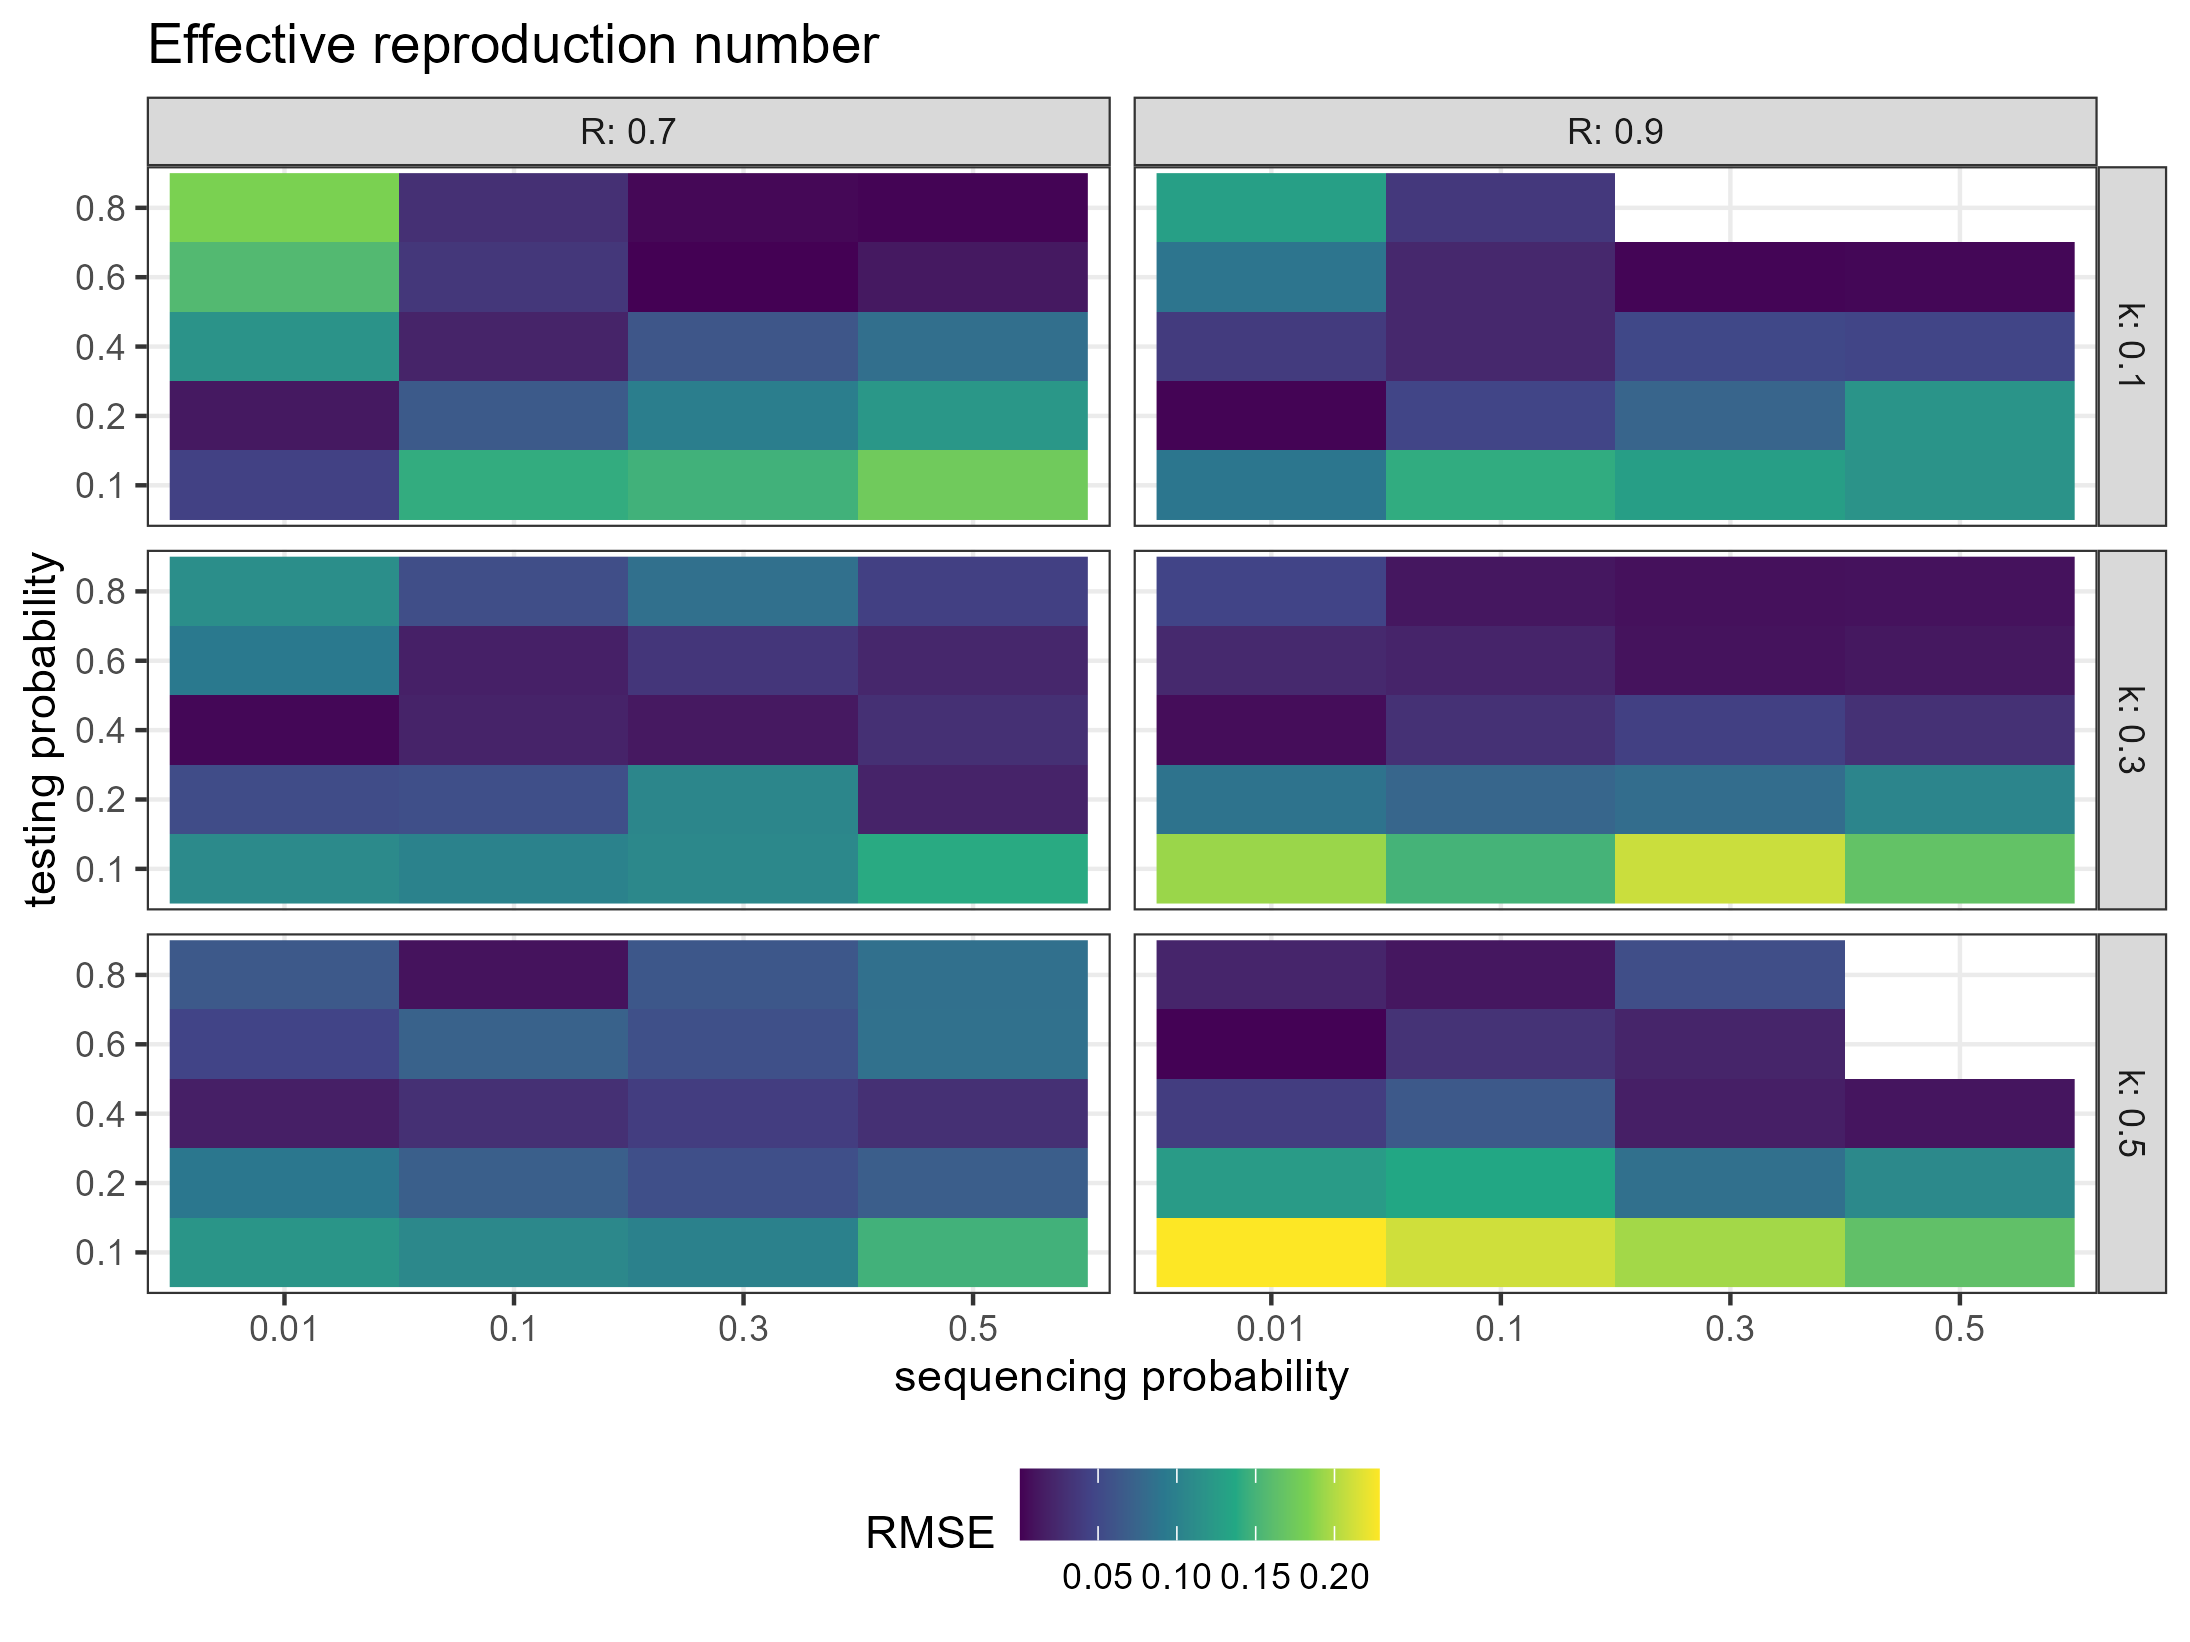 Effective reproduction number
R: 0.7
R: 0.9
0.8
0.6
0.4
0.2
0.1
k: 0.1
testing probability
0.8
0.6
0.4
0.2
0.1
k: 0.3
0.8
0.6
0.4
0.2
0.1
k: 0.5
0.01 0.1 0.3 0.5
0.01 0.1 0.3 0.5
sequencing probability
RMSE
0.05 0.10 0.15 0.20